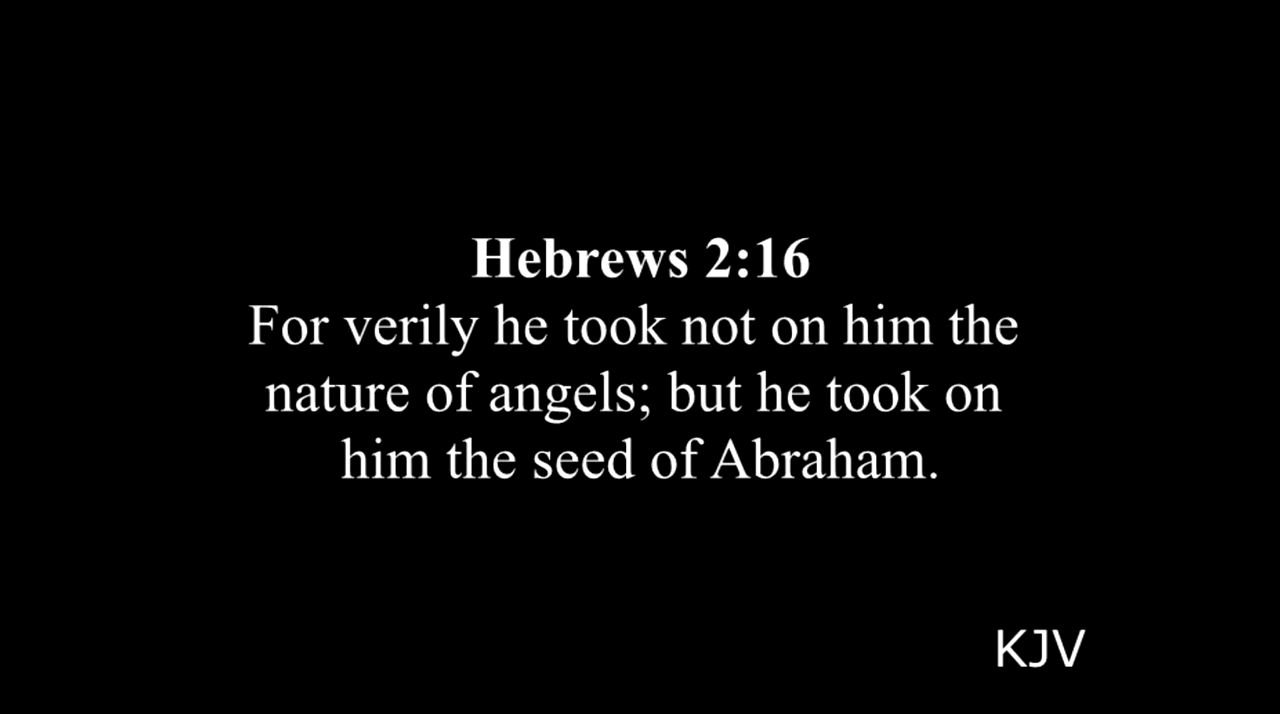 Hebrews 2:16
For verily he took not on him the
nature of angels; but he took on
him the seed of Abraham.
KJV